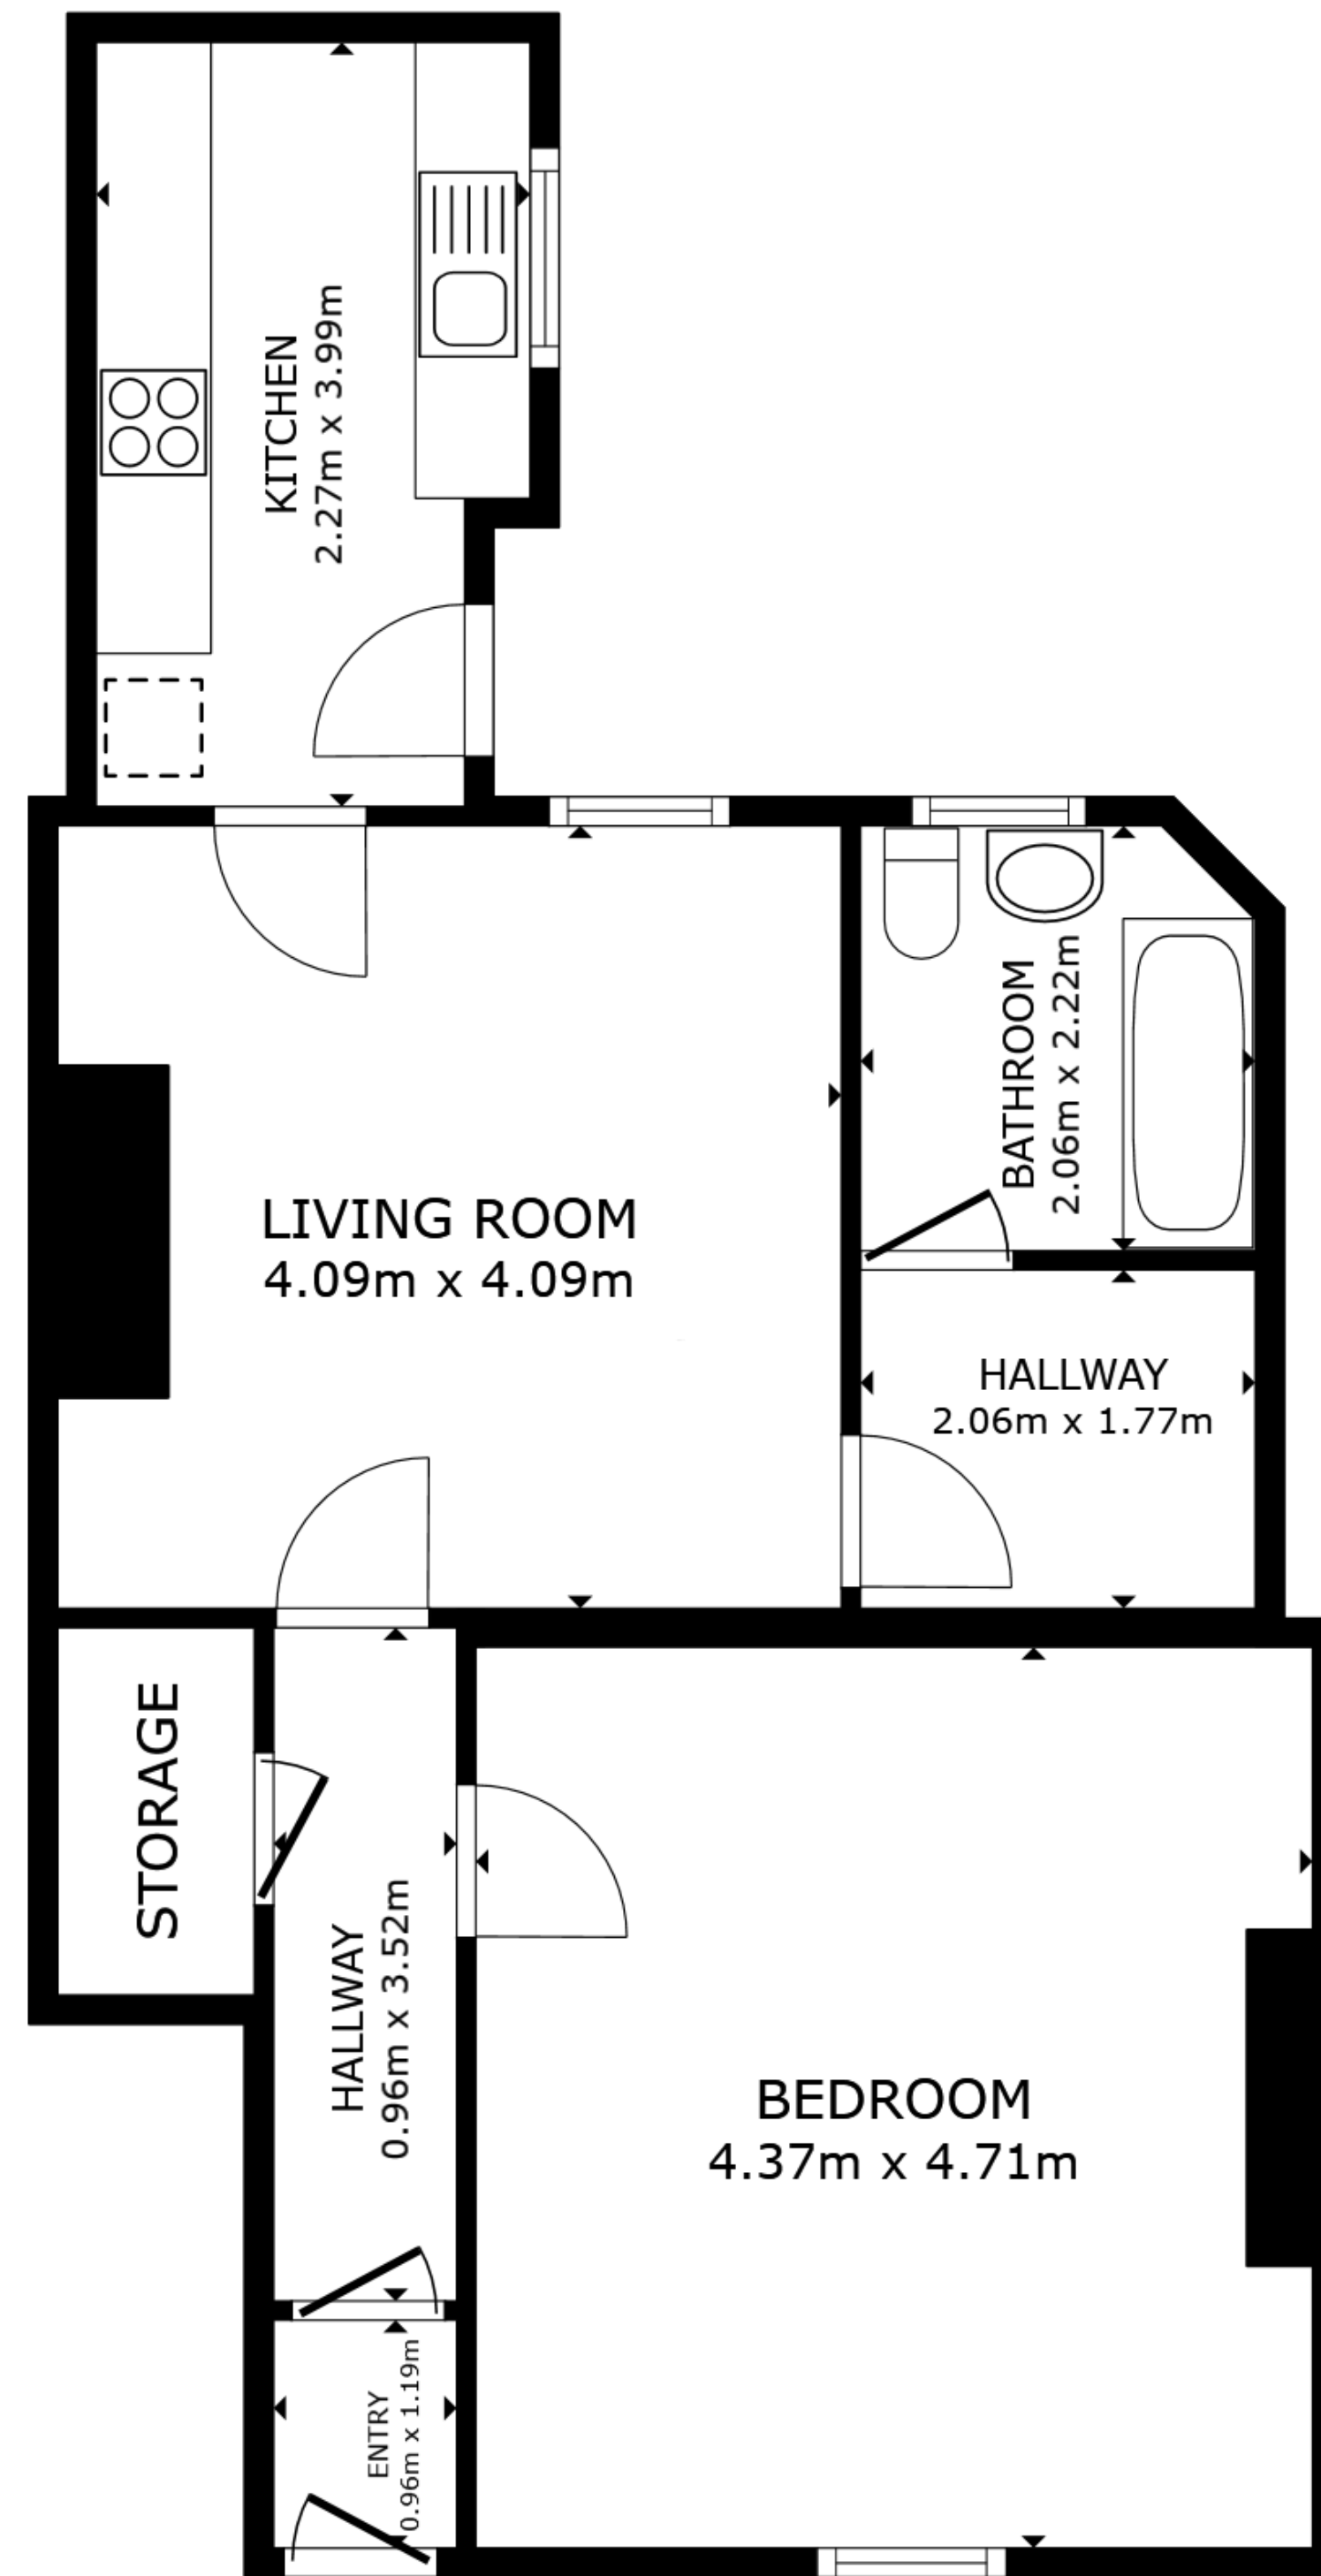 KITCHEN
2.27m x 3.99m
BATHROOM
2.06m x 2.22m
LIVING ROOM
4.09m x 4.09m
HALLWAY
2.06m x 1.77m
STORAGE
HALLWAY
0.96m x 3.52m
BEDROOM
4.37m x 4.71m
ENTRY
0.96m x 1.19m